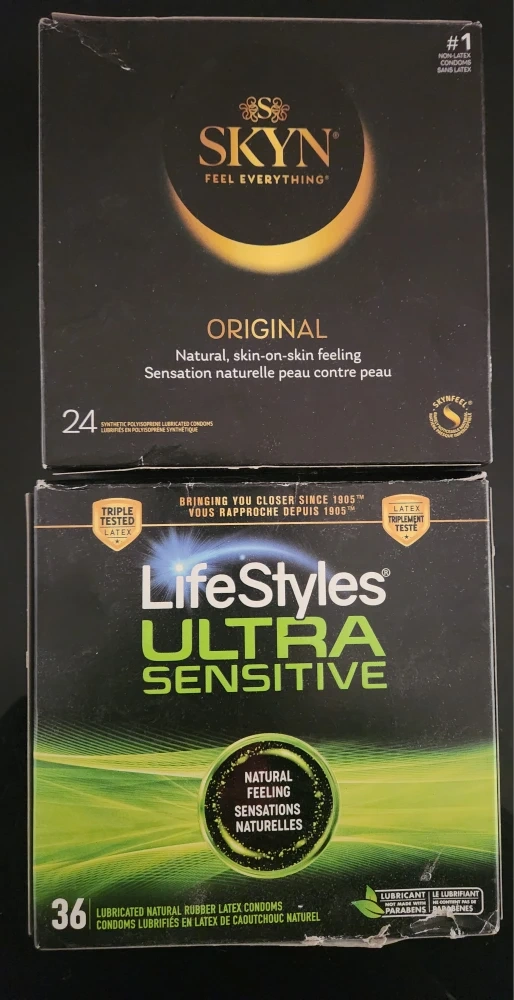 #1
NON-LATEX
CONDOMS
SANS LATEX
S
SKYN®
FEEL EVERYTHING®
ORIGINAL
Natural, skin-on-skin feeling
Sensation naturelle peau contre peau
24 SYNTHETIC POLYISOPRENE LUBRICATED CONDOMS
LUBRIFIÉS EN POLYISOPRÈNE SYNTHÉTIQUE
SKYNFEEL
S
BRINGING YOU CLOSER SINCE 1905™
VOUS RAPPROCHE DEPUIS 1905™
TRIPLE
TESTED
LATEX
LATEX
TRIPLEMENT
TESTÉ
LifeStyles®
ULTRA
SENSITIVE
NATURAL
FEELING
SENSATIONS
NATURELLES
36 LUBRICATED NATURAL RUBBER LATEX CONDOMS
CONDOMS LUBRIFIÉS EN LATEX DE CAOUTCHOUC NATUREL
LUBRICANT
NOT MADE WITH
PARABENS
LE LUBRIFIANT
NE CONTIENT PAS DE
PARABÈNES